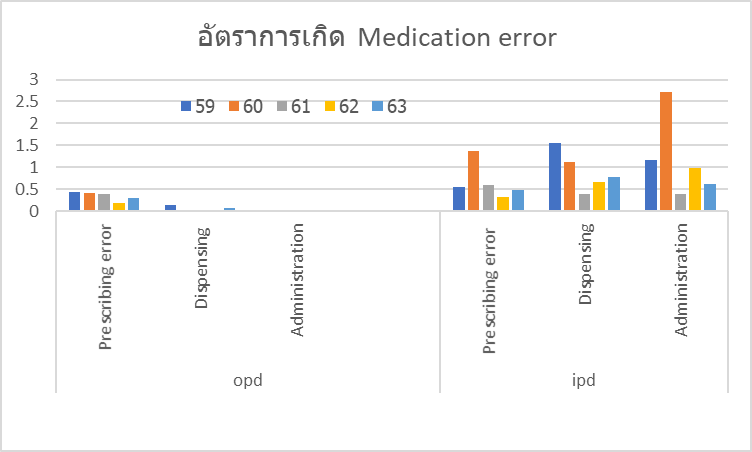 อัตราการเกิด Medication error
3
2.5
2
1.5
1
0.5
0
59 60 61 62 63
Prescribing error
Dispensing
Administration
Prescribing error
Dispensing
Administration
opd
ipd